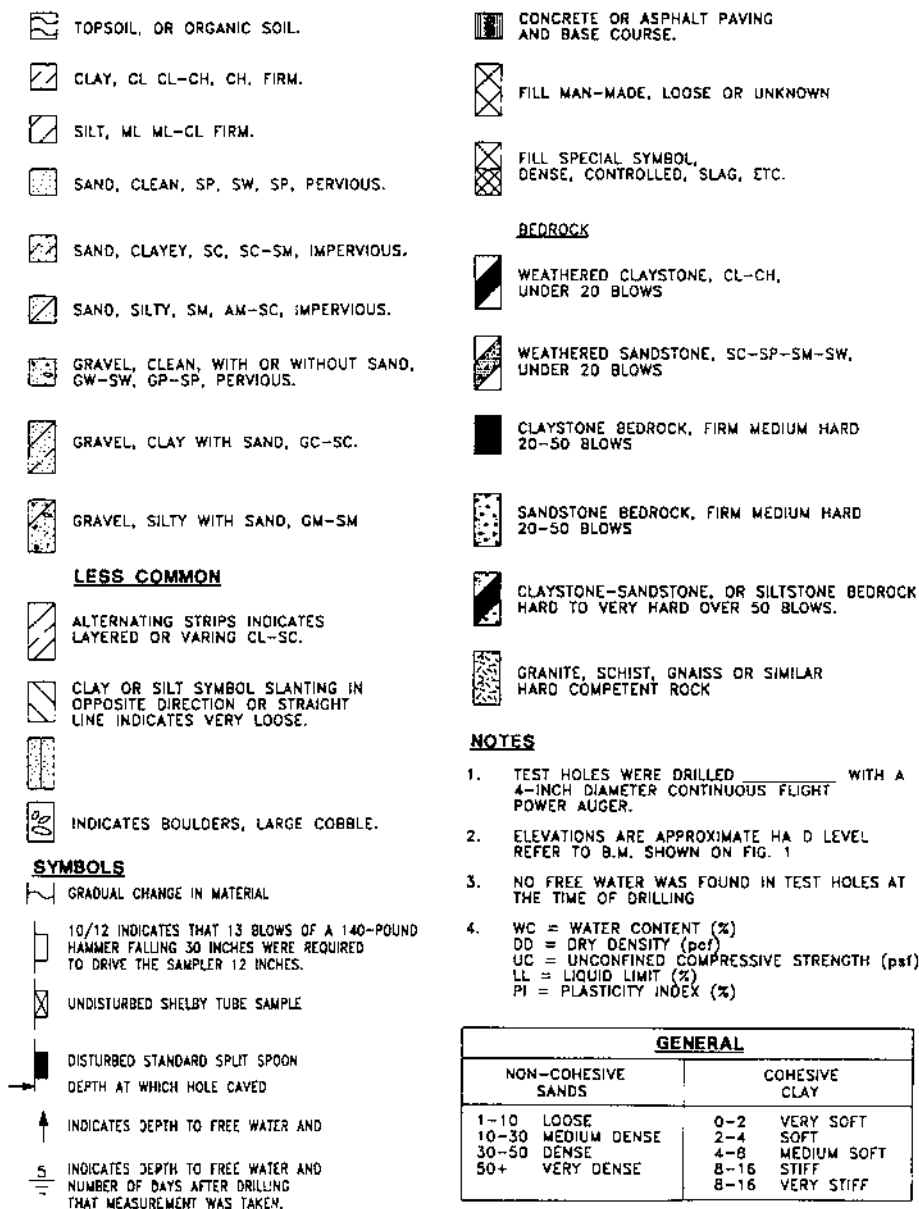 TOPSOIL, OR ORGANIC SOIL.
CLAY, CL CL-CH, CH, FIRM.
SILT, ML ML-CL FIRM.
SAND, CLEAN, SP, SW, SP, PERVIOUS.
SAND, CLAYEY, SC, SC-SM, IMPERVIOUS.
SAND, SILTY, SM, AM-SC, IMPERVIOUS.
GRAVEL, CLEAN, WITH OR WITHOUT SAND,
GW-SW, GP-SP, PERVIOUS.
GRAVEL, CLAY WITH SAND, GC-SC.
GRAVEL, SILTY WITH SAND, GM-SM
LESS COMMON
ALTERNATING STRIPS INDICATES
LAYERED OR VARING CL-SC.
CLAY OR SILT SYMBOL SLANTING IN
OPPOSITE DIRECTION OR STRAIGHT
LINE INDICATES VERY LOOSE.
INDICATES BOULDERS, LARGE COBBLE.
SYMBOLS
GRADUAL CHANGE IN MATERIAL
10/12 INDICATES THAT 13 BLOWS OF A 140-POUND
HAMMER FALLING 30 INCHES WERE REQUIRED
TO DRIVE THE SAMPLER 12 INCHES.
UNDISTURBED SHELBY TUBE SAMPLE
DISTURBED STANDARD SPLIT SPOON
DEPTH AT WHICH HOLE CAVED
INDICATES DEPTH TO FREE WATER AND
5 INDICATES DEPTH TO FREE WATER AND
NUMBER OF DAYS AFTER DRILLING
THAT MEASUREMENT WAS TAKEN.
CONCRETE OR ASPHALT PAVING
AND BASE COURSE.
FILL MAN-MADE, LOOSE OR UNKNOWN
FILL SPECIAL SYMBOL,
DENSE, CONTROLLED, SLAG, ETC.
BEDROCK
WEATHERED CLAYSTONE, CL-CH,
UNDER 20 BLOWS
WEATHERED SANDSTONE, SC-SP-SM-SW,
UNDER 20 BLOWS
CLAYSTONE BEDROCK, FIRM MEDIUM HARD
20-50 BLOWS
SANDSTONE BEDROCK, FIRM MEDIUM HARD
20-50 BLOWS
CLAYSTONE-SANDSTONE, OR SILTSTONE BEDROCK
HARD TO VERY HARD OVER 50 BLOWS.
GRANITE, SCHIST, GNAISS OR SIMILAR
HARD COMPETENT ROCK
NOTES
1. TEST HOLES WERE DRILLED __________ WITH A
4-INCH DIAMETER CONTINUOUS FLIGHT
POWER AUGER.
2. ELEVATIONS ARE APPROXIMATE HA D LEVEL
REFER TO B.M. SHOWN ON FIG. 1
3. NO FREE WATER WAS FOUND IN TEST HOLES AT
THE TIME OF DRILLING
4. WC = WATER CONTENT (%)
DD = DRY DENSITY (pcf)
UC = UNCONFINED COMPRESSIVE STRENGTH (psf)
LL = LIQUID LIMIT (%)
PI = PLASTICITY INDEX (%)
GENERAL
NON-COHESIVE COHESIVE
SANDS CLAY
1-10 LOOSE 0-2 VERY SOFT
10-30 MEDIUM DENSE 2-4 SOFT
30-50 DENSE 4-8 MEDIUM SOFT
50+ VERY DENSE 8-16 STIFF
8-16 VERY STIFF